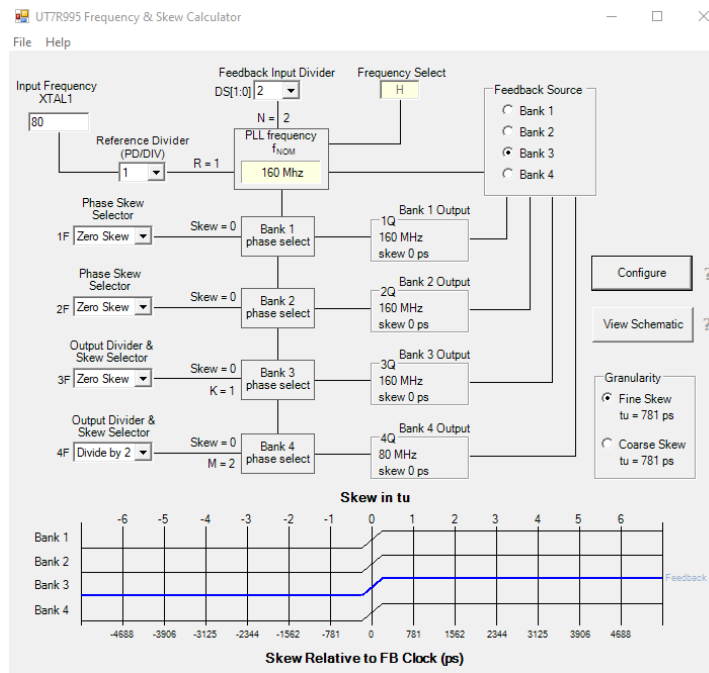 UT7R995 Frequency & Skew Calculator
File Help
Input Frequency
XTAL1
80
Feedback Input Divider
DS[1:0] 2
N = 2
Frequency Select
H
Reference Divider
(PD/DIV)
1
R = 1
PLL frequency
fNOM
160 Mhz
Feedback Source
Bank 1
Bank 2
Bank 3
Bank 4
Phase Skew
Selector
1F Zero Skew
Skew = 0
Bank 1
phase select
Bank 1 Output
1Q
160 MHz
skew 0 ps
Phase Skew
Selector
2F Zero Skew
Skew = 0
Bank 2
phase select
Bank 2 Output
2Q
160 MHz
skew 0 ps
Output Divider &
Skew Selector
3F Zero Skew
Skew = 0
K = 1
Bank 3
phase select
Bank 3 Output
3Q
160 MHz
skew 0 ps
Output Divider &
Skew Selector
4F Divide by 2
Skew = 0
M = 2
Bank 4
phase select
Bank 4 Output
4Q
80 MHz
skew 0 ps
Configure ?
View Schematic ?
Granularity
Fine Skew
tu = 781 ps
Coarse Skew
tu = 781 ps
Skew in tu
-6 -5 -4 -3 -2 -1 0 1 2 3 4 5 6
Bank 1
Bank 2
Bank 3
Feedback
Bank 4
-4688 -3906 -3125 -2344 -1562 -781 0 781 1562 2344 3125 3906 4688
Skew Relative to FB Clock (ps)